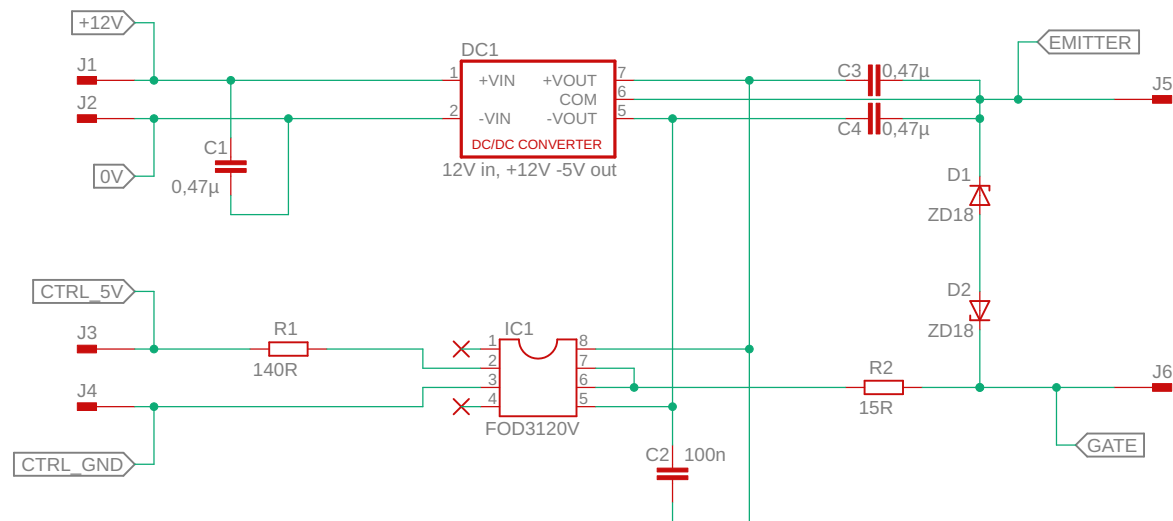 +12V
EMITTER
DC1
J1
C3
0,47µ
1
+VIN
+VOUT
7
J5
COM
6
J2
2
-VIN
-VOUT
5
C4
0,47µ
DC/DC CONVERTER
C1
12V in, +12V -5V out
0V
0,47µ
D1
ZD18
CTRL_5V
D2
J3
R1
IC1
ZD18
1
8
140R
2
7
R2
J6
J4
3
6
4
5
15R
FOD3120V
GATE
CTRL_GND
C2
100n